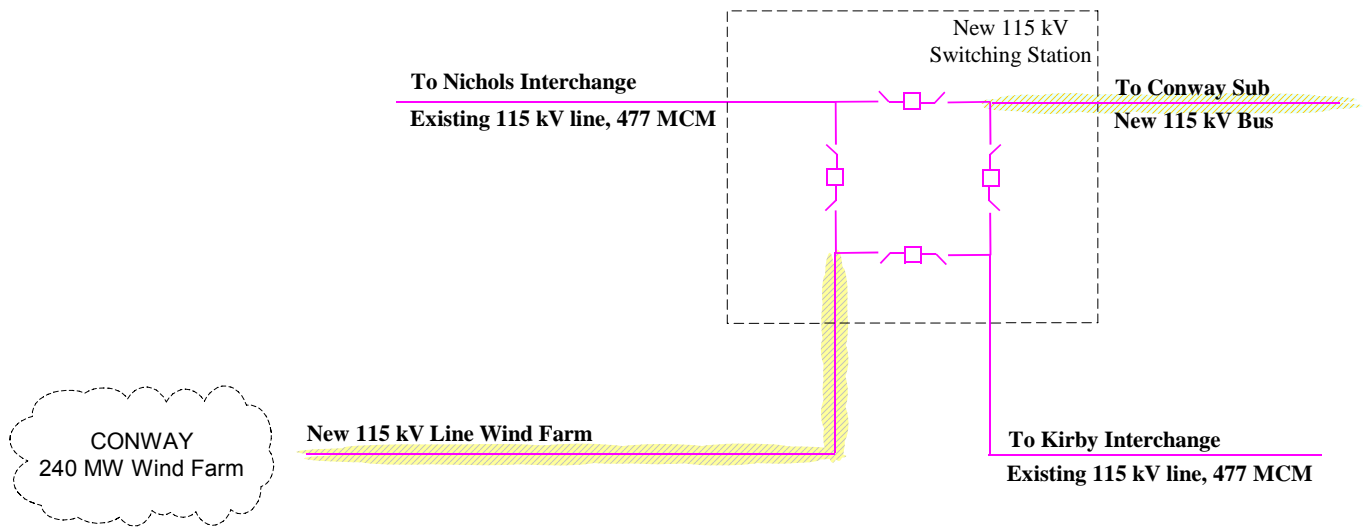 New 115 kV
Switching Station
To Nichols Interchange
Existing 115 kV line, 477 MCM
To Conway Sub
New 115 kV Bus
CONWAY
240 MW Wind Farm
New 115 kV Line Wind Farm
To Kirby Interchange
Existing 115 kV line, 477 MCM